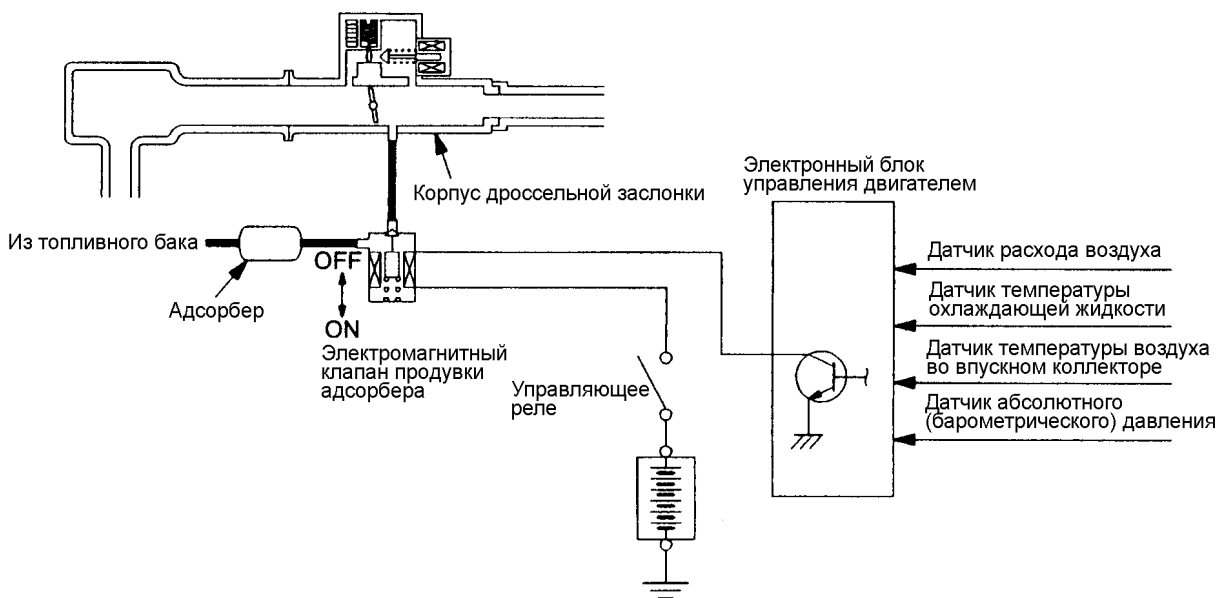 Корпус дроссельной заслонки
Электронный блок
управления двигателем
Из топливного бака
Адсорбер
OFF
ON
Электромагнитный
клапан продувки
адсорбера
Управляющее
реле
Датчик расхода воздуха
Датчик температуры
охлаждающей жидкости
Датчик температуры воздуха
во впускном коллекторе
Датчик абсолютного
(барометрического) давления